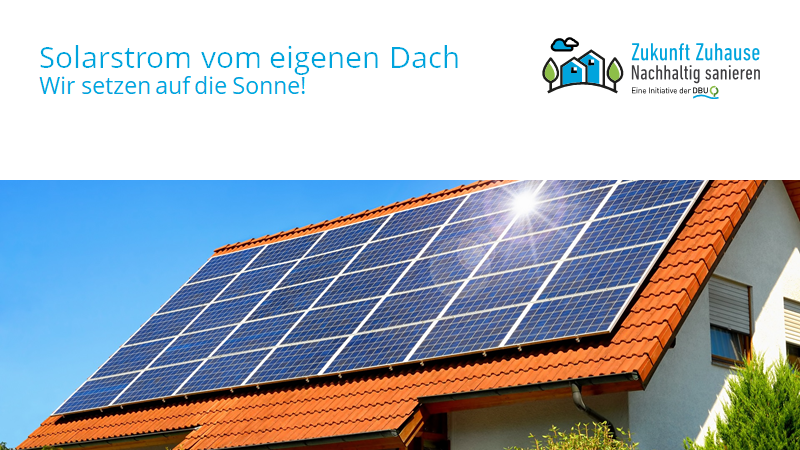 Solarstrom vom eigenen Dach
Wir setzen auf die Sonne!
Zukunft Zuhause
Nachhaltig sanieren
Eine Initiative der DBU